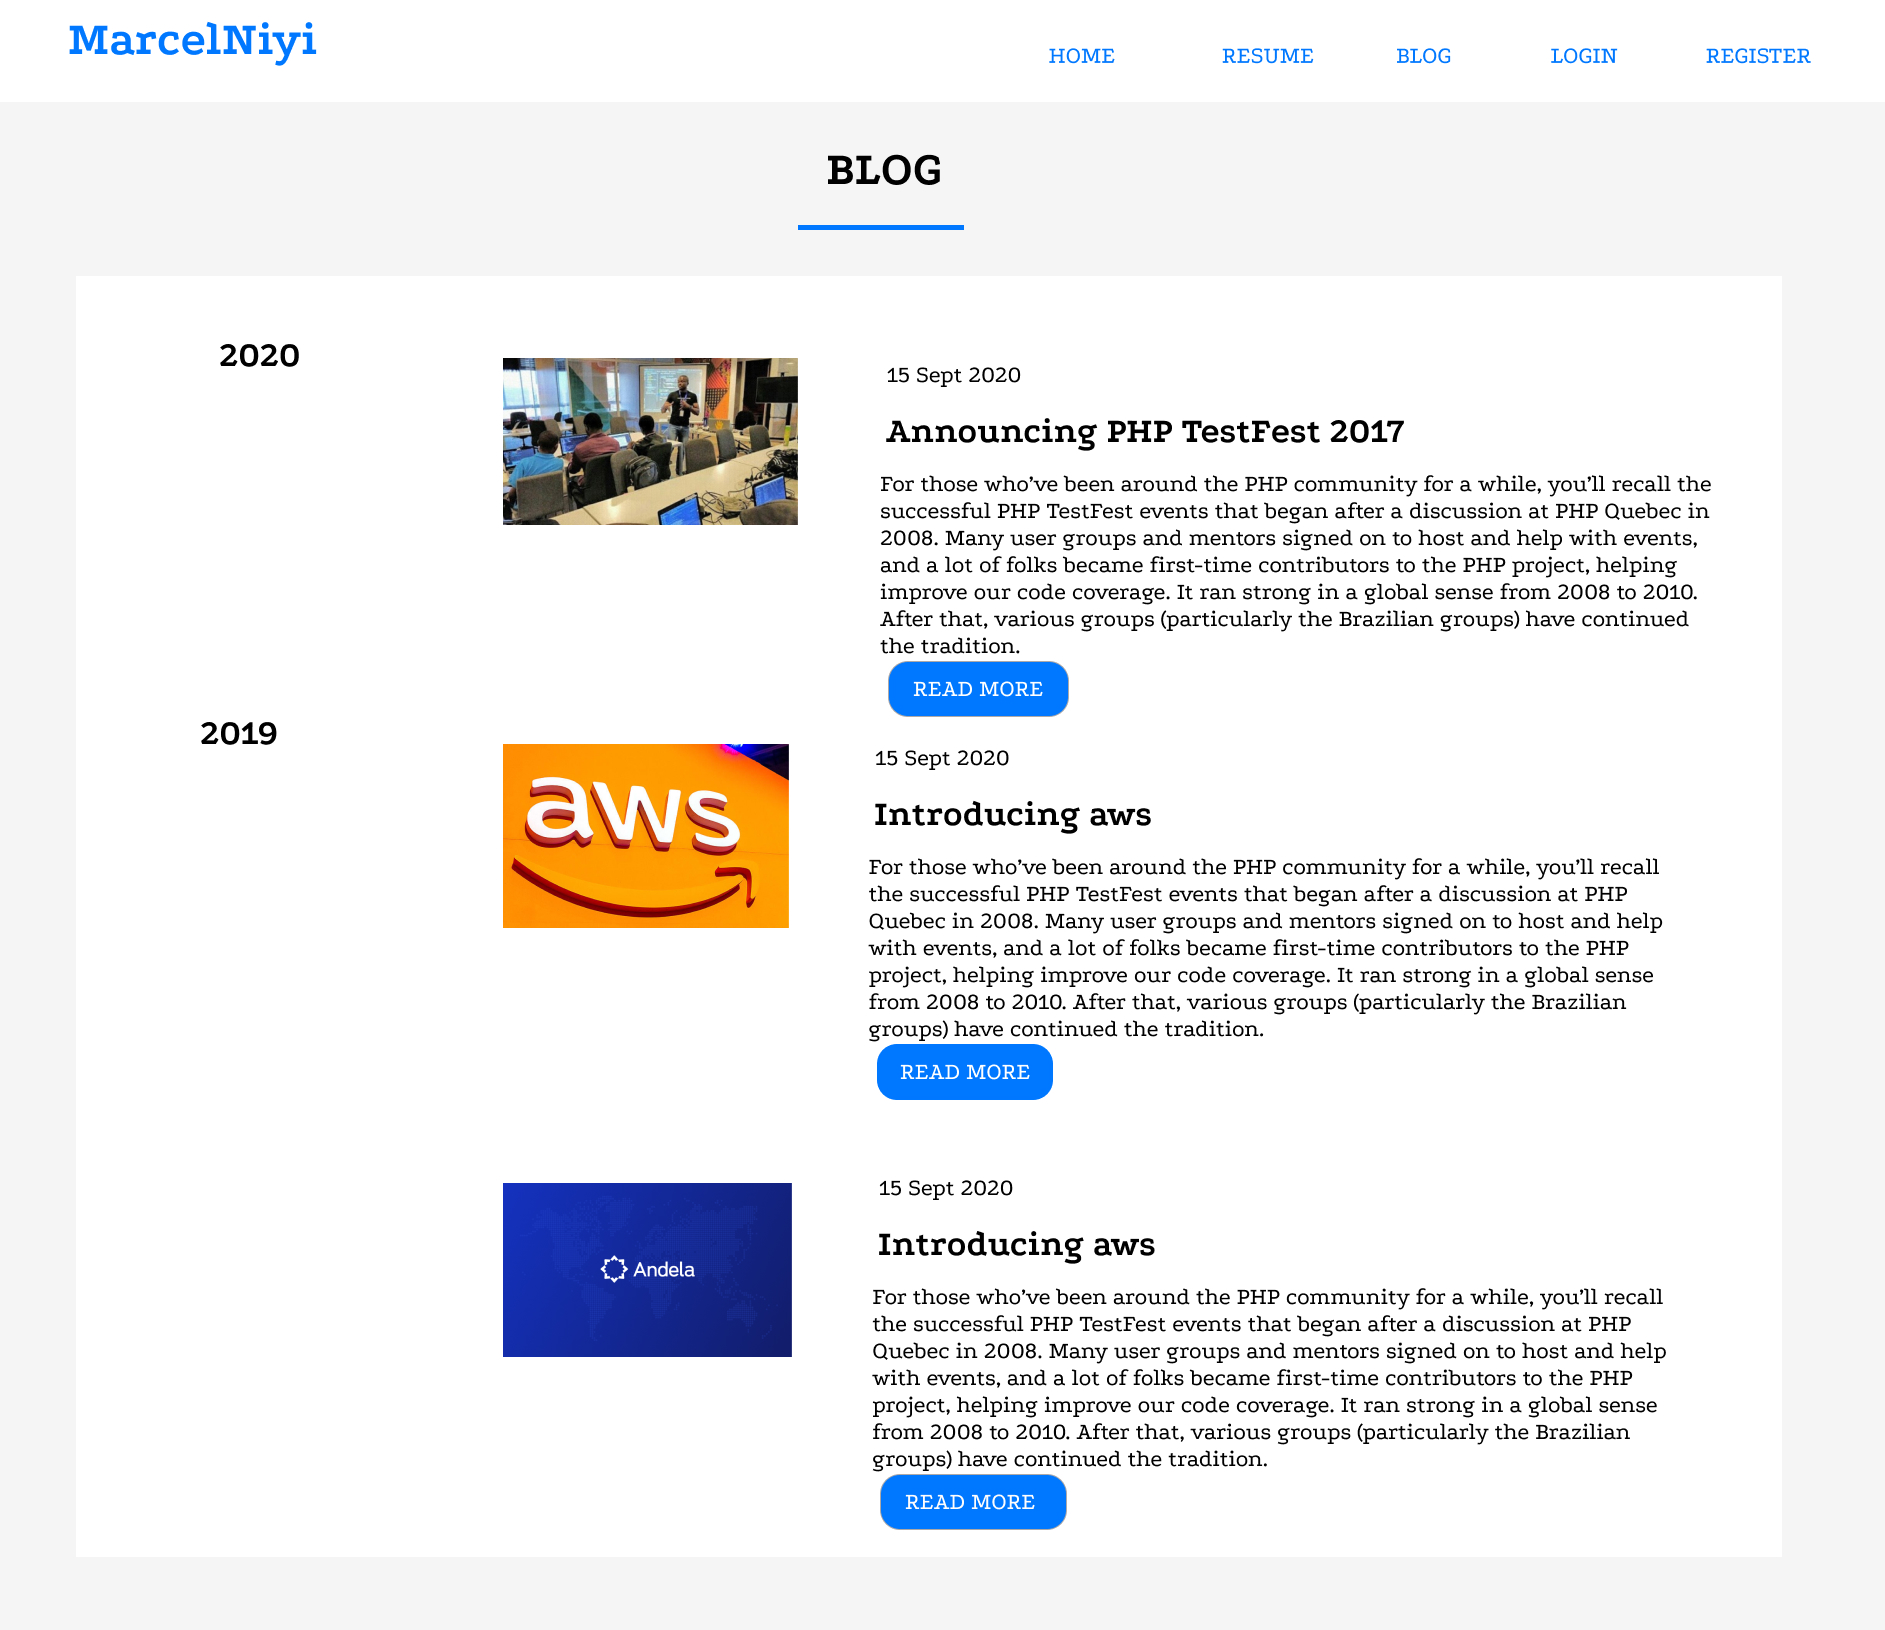 MarcelNiyi
HOME RESUME BLOG LOGIN REGISTER
BLOG
2020
15 Sept 2020
Announcing PHP TestFest 2017
For those who’ve been around the PHP community for a while, you’ll recall the
successful PHP TestFest events that began after a discussion at PHP Quebec in
2008. Many user groups and mentors signed on to host and help with events,
and a lot of folks became first-time contributors to the PHP project, helping
improve our code coverage. It ran strong in a global sense from 2008 to 2010.
After that, various groups (particularly the Brazilian groups) have continued
the tradition.
READ MORE
2019
aws
15 Sept 2020
Introducing aws
For those who’ve been around the PHP community for a while, you’ll recall
the successful PHP TestFest events that began after a discussion at PHP
Quebec in 2008. Many user groups and mentors signed on to host and help
with events, and a lot of folks became first-time contributors to the PHP
project, helping improve our code coverage. It ran strong in a global sense
from 2008 to 2010. After that, various groups (particularly the Brazilian
groups) have continued the tradition.
READ MORE
Andela
15 Sept 2020
Introducing aws
For those who’ve been around the PHP community for a while, you’ll recall
the successful PHP TestFest events that began after a discussion at PHP
Quebec in 2008. Many user groups and mentors signed on to host and help
with events, and a lot of folks became first-time contributors to the PHP
project, helping improve our code coverage. It ran strong in a global sense
from 2008 to 2010. After that, various groups (particularly the Brazilian
groups) have continued the tradition.
READ MORE